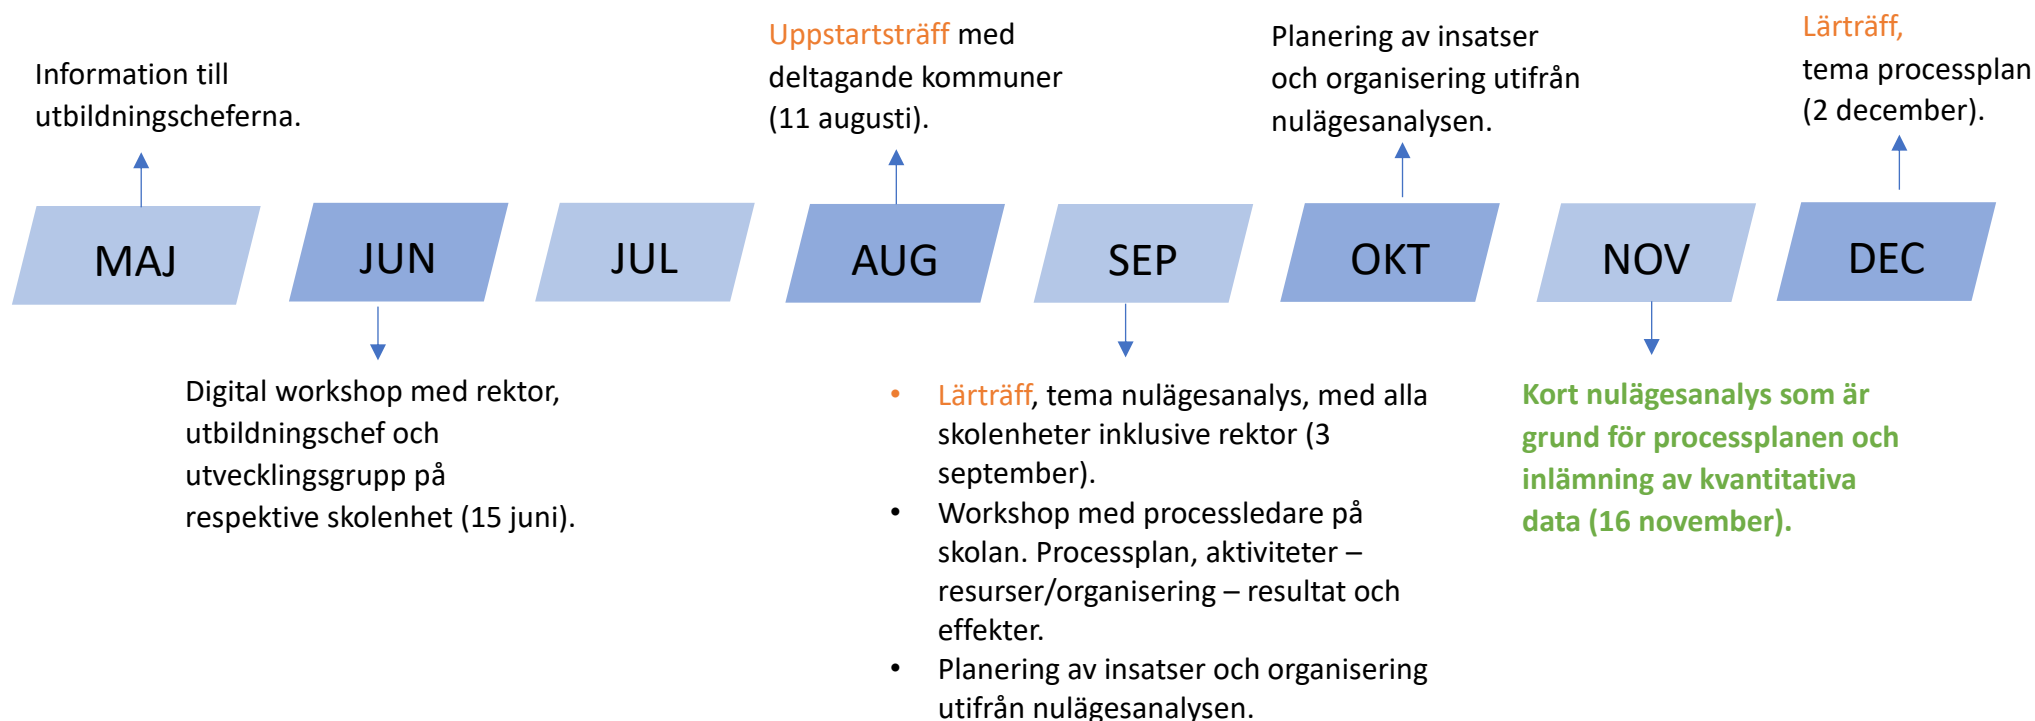 Information till
utbildningscheferna.
Uppstartsträff med
deltagande kommuner
(11 augusti).
Planering av insatser
och organisering utifrån
nulägesanalysen.
Lärträff,
tema processplan
(2 december).
MAJ
JUN
JUL
AUG
SEP
OKT
NOV
DEC
Digital workshop med rektor,
utbildningschef och
utvecklingsgrupp på
respektive skolenhet (15 juni).
• Lärträff, tema nulägesanalys, med alla
skolenheter inklusive rektor (3
september).
• Workshop med processledare på
skolan. Processplan, aktiviteter –
resurser/organisering – resultat och
effekter.
• Planering av insatser och organisering
utifrån nulägesanalysen.
Kort nulägesanalys som är
grund för processplanen och
inlämning av kvantitativa
data (16 november).